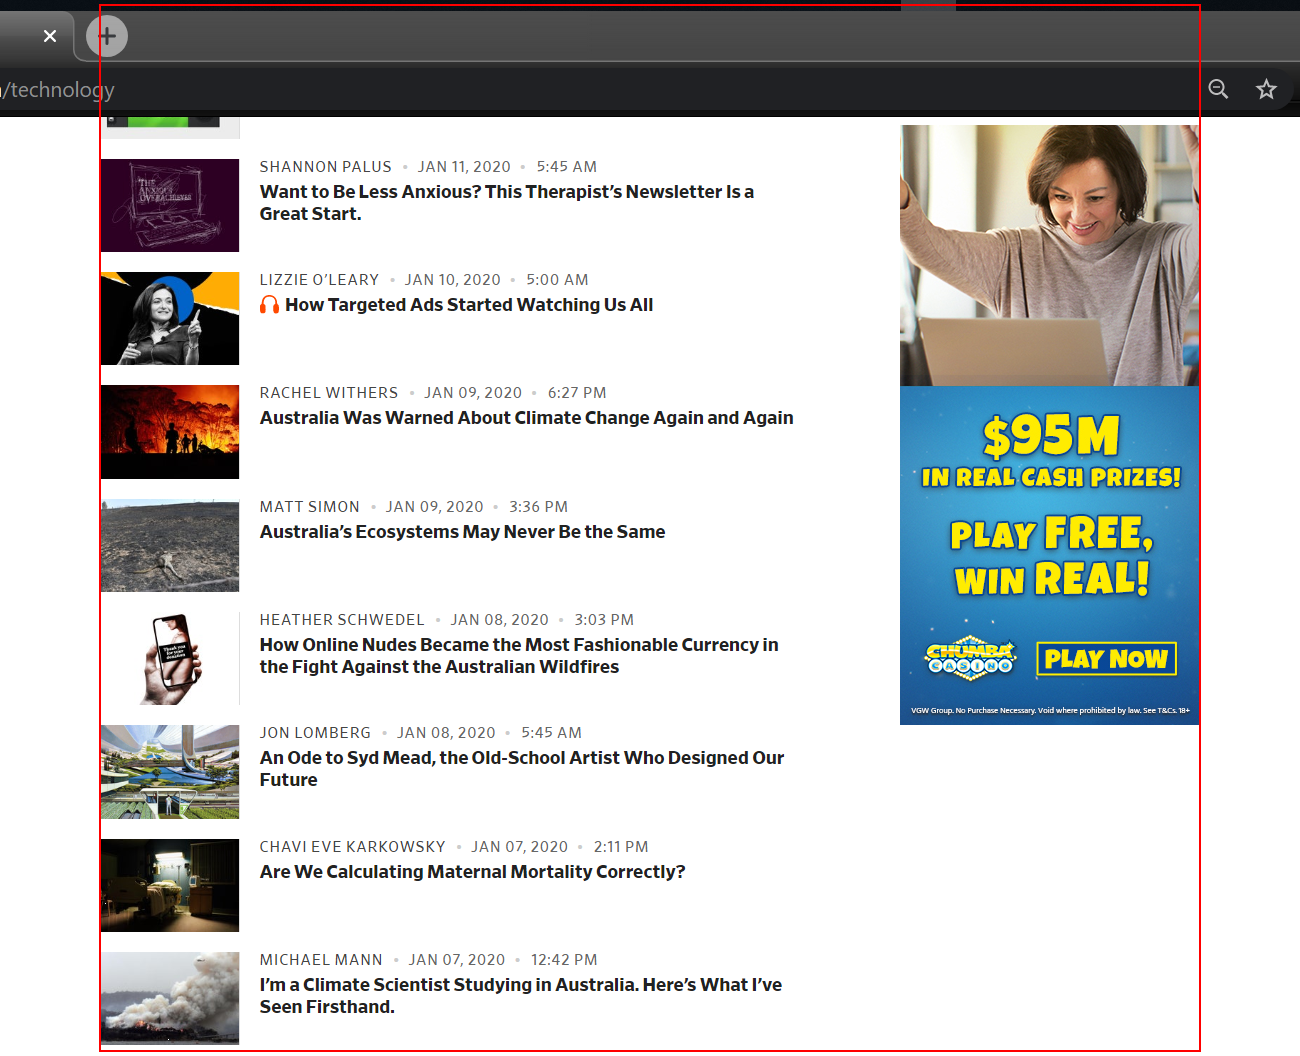 /technology
SHANNON PALUS • JAN 11, 2020 • 5:45 AM
Want to Be Less Anxious? This Therapist’s Newsletter Is a
Great Start.
THE
ANXIOUS
OVERACHIEVER
LIZZIE O’LEARY • JAN 10, 2020 • 5:00 AM
How Targeted Ads Started Watching Us All
RACHEL WITHERS • JAN 09, 2020 • 6:27 PM
Australia Was Warned About Climate Change Again and Again
MATT SIMON • JAN 09, 2020 • 3:36 PM
Australia’s Ecosystems May Never Be the Same
HEATHER SCHWEDEL • JAN 08, 2020 • 3:03 PM
How Online Nudes Became the Most Fashionable Currency in
the Fight Against the Australian Wildfires
Thank you
for your
donation
JON LOMBERG • JAN 08, 2020 • 5:45 AM
An Ode to Syd Mead, the Old-School Artist Who Designed Our
Future
CHAVI EVE KARKOWSKY • JAN 07, 2020 • 2:11 PM
Are We Calculating Maternal Mortality Correctly?
MICHAEL MANN • JAN 07, 2020 • 12:42 PM
I’m a Climate Scientist Studying in Australia. Here’s What I’ve
Seen Firsthand.
$95M
IN REAL CASH PRIZES!
PLAY FREE,
WIN REAL!
CHUMBA
CASINO
PLAY NOW
VGW Group. No Purchase Necessary. Void where prohibited by law. See T&Cs. 18+